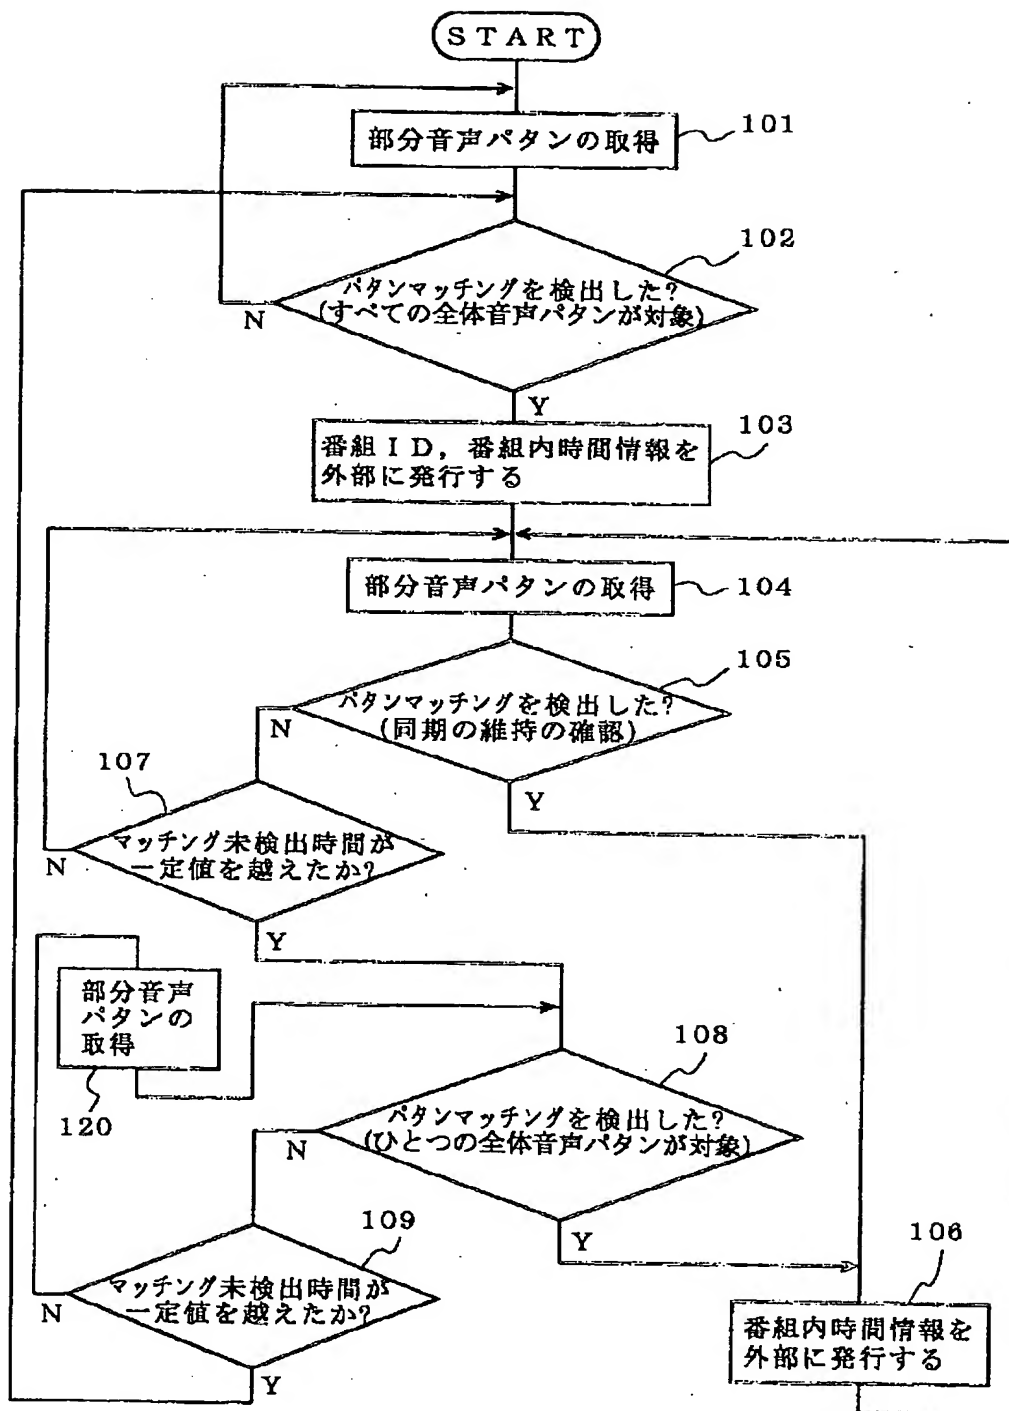 START
部分音声パタンの取得
101
102
パタンマッチングを検出した?
(すべての全体音声パタンが対象)
N
Y
103
番組ID,番組内時間情報を
外部に発行する
部分音声パタンの取得
104
105
パタンマッチングを検出した?
(同期の維持の確認)
N
Y
107
マッチング未検出時間が
一定値を越えたか?
N
Y
部分音声
パタンの
取得
120
108
パタンマッチングを検出した?
(ひとつの全体音声パタンが対象)
N
Y
109
マッチング未検出時間が
一定値を越えたか?
N
Y
106
番組内時間情報を
外部に発行する